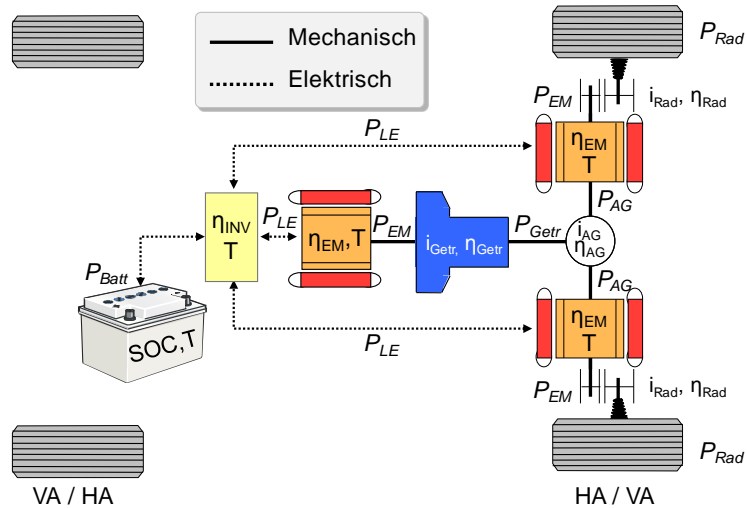 Mechanisch
Elektrisch
P_Rad
P_EM
i_Rad, η_Rad
P_LE
η_EM
T
P_AG
η_INV
T
P_LE
η_EM, T
P_EM
i_Getr, η_Getr
P_Getr
i_AG
η_AG
P_Batt
SOC,T
P_AG
η_EM
T
P_LE
P_EM
i_Rad, η_Rad
P_Rad
VA / HA
HA / VA